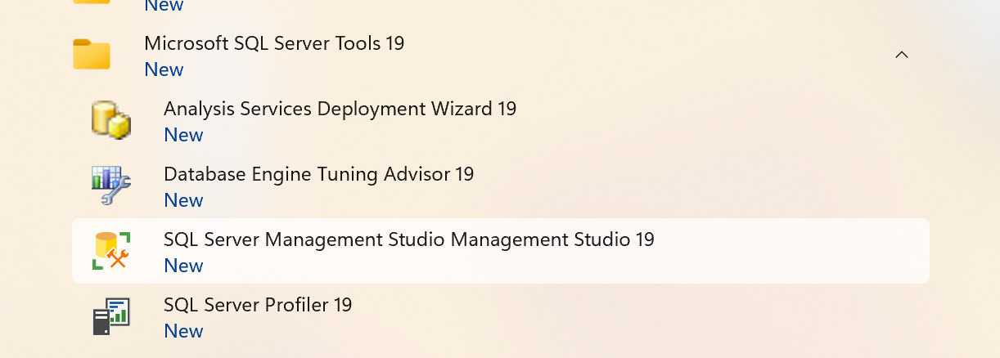 New
Microsoft SQL Server Tools 19
New
Analysis Services Deployment Wizard 19
New
Database Engine Tuning Advisor 19
New
SQL Server Management Studio Management Studio 19
New
SQL Server Profiler 19
New